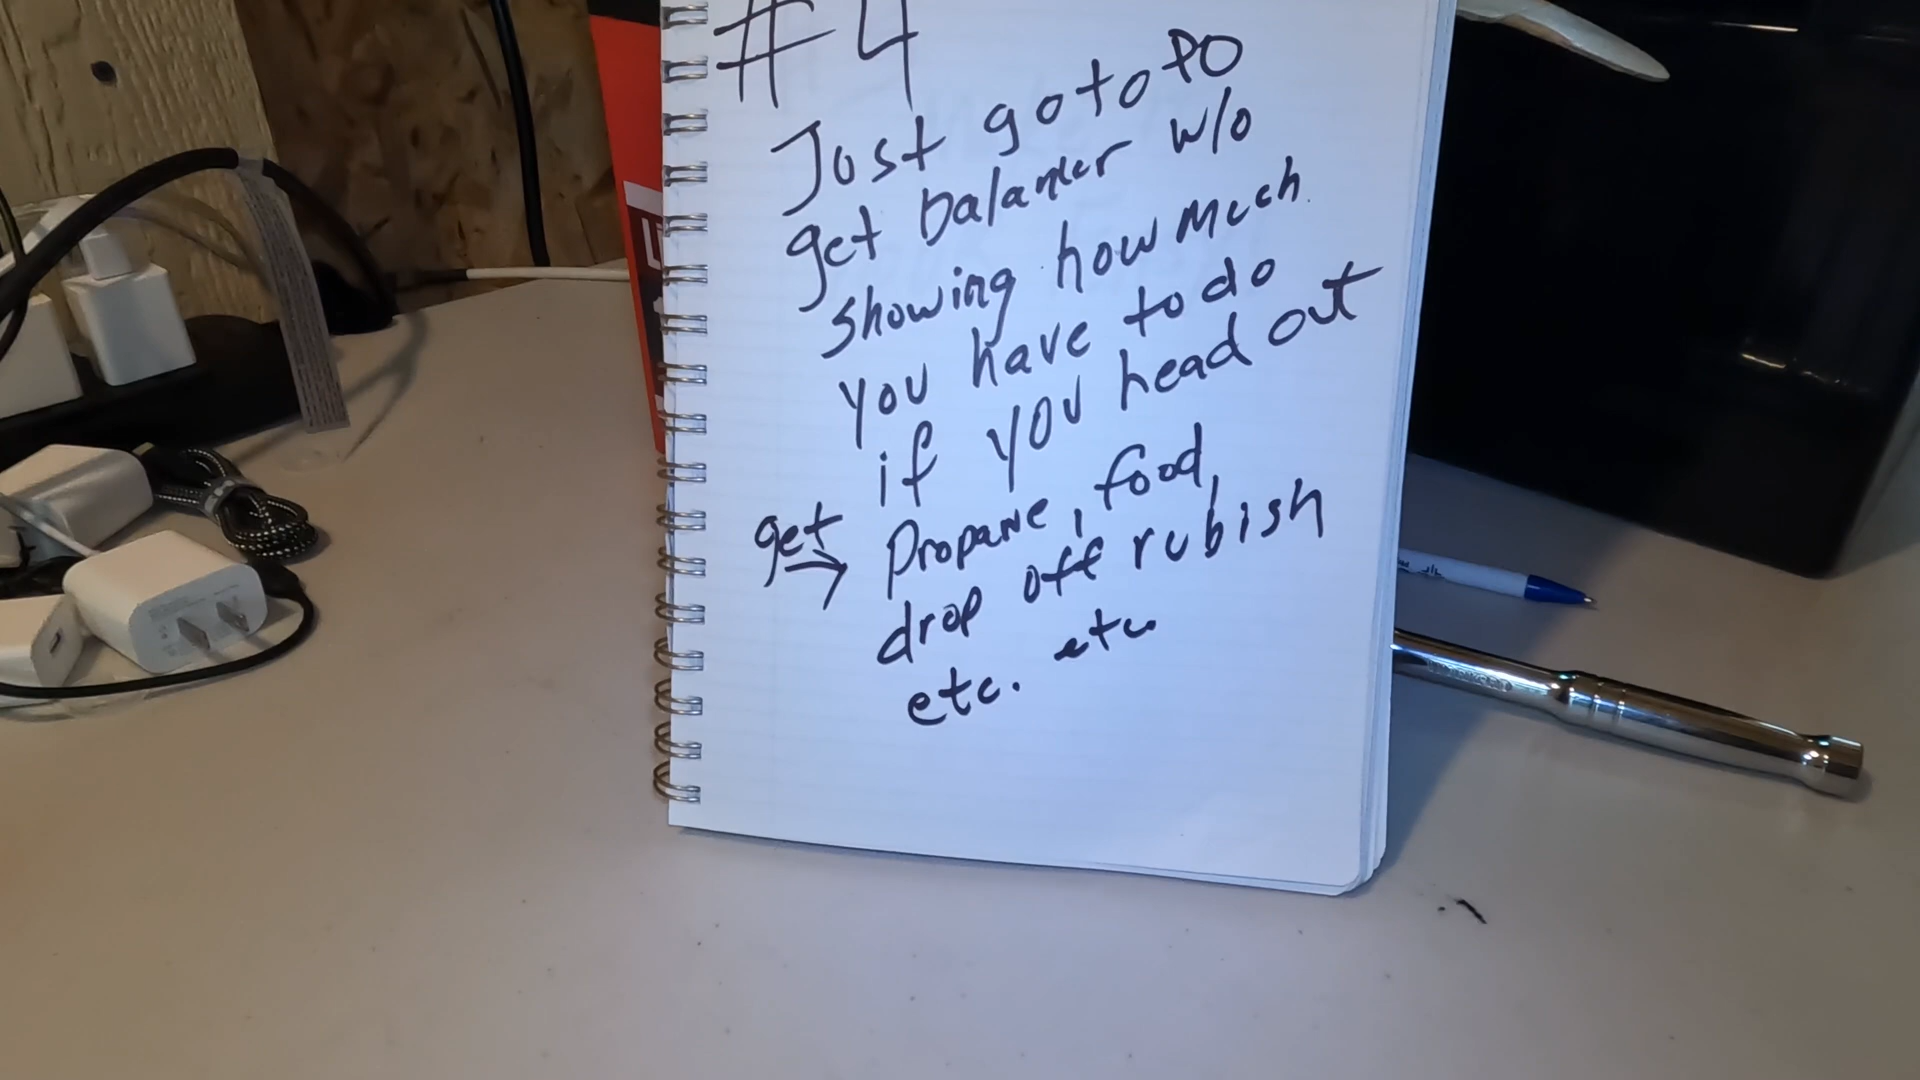 #4
Just go to PO
get balancer w/o
showing how much
you have to do
if you head out
get → Propane, food,
drop off rubish
etc. etc